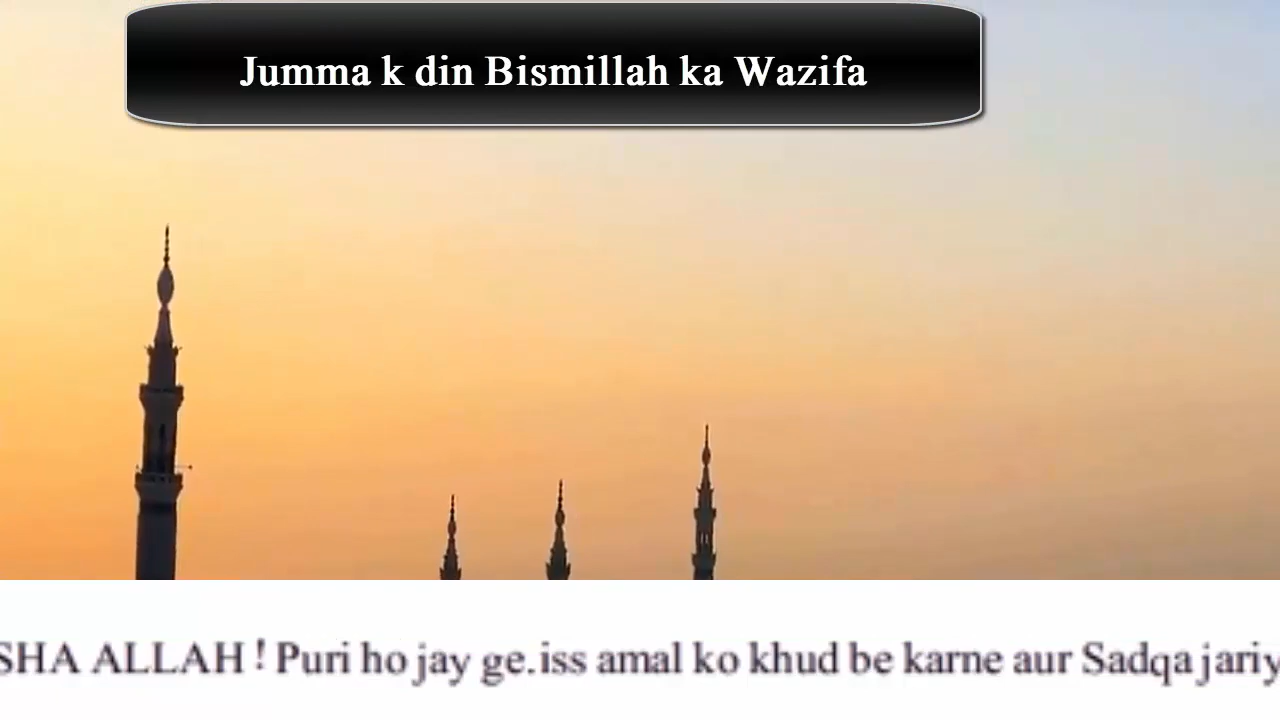 Jumma k din Bismillah ka Wazifa
SHA ALLAH! Puri ho jay ge.iss amal ko khud be karne aur Sadqa jariy